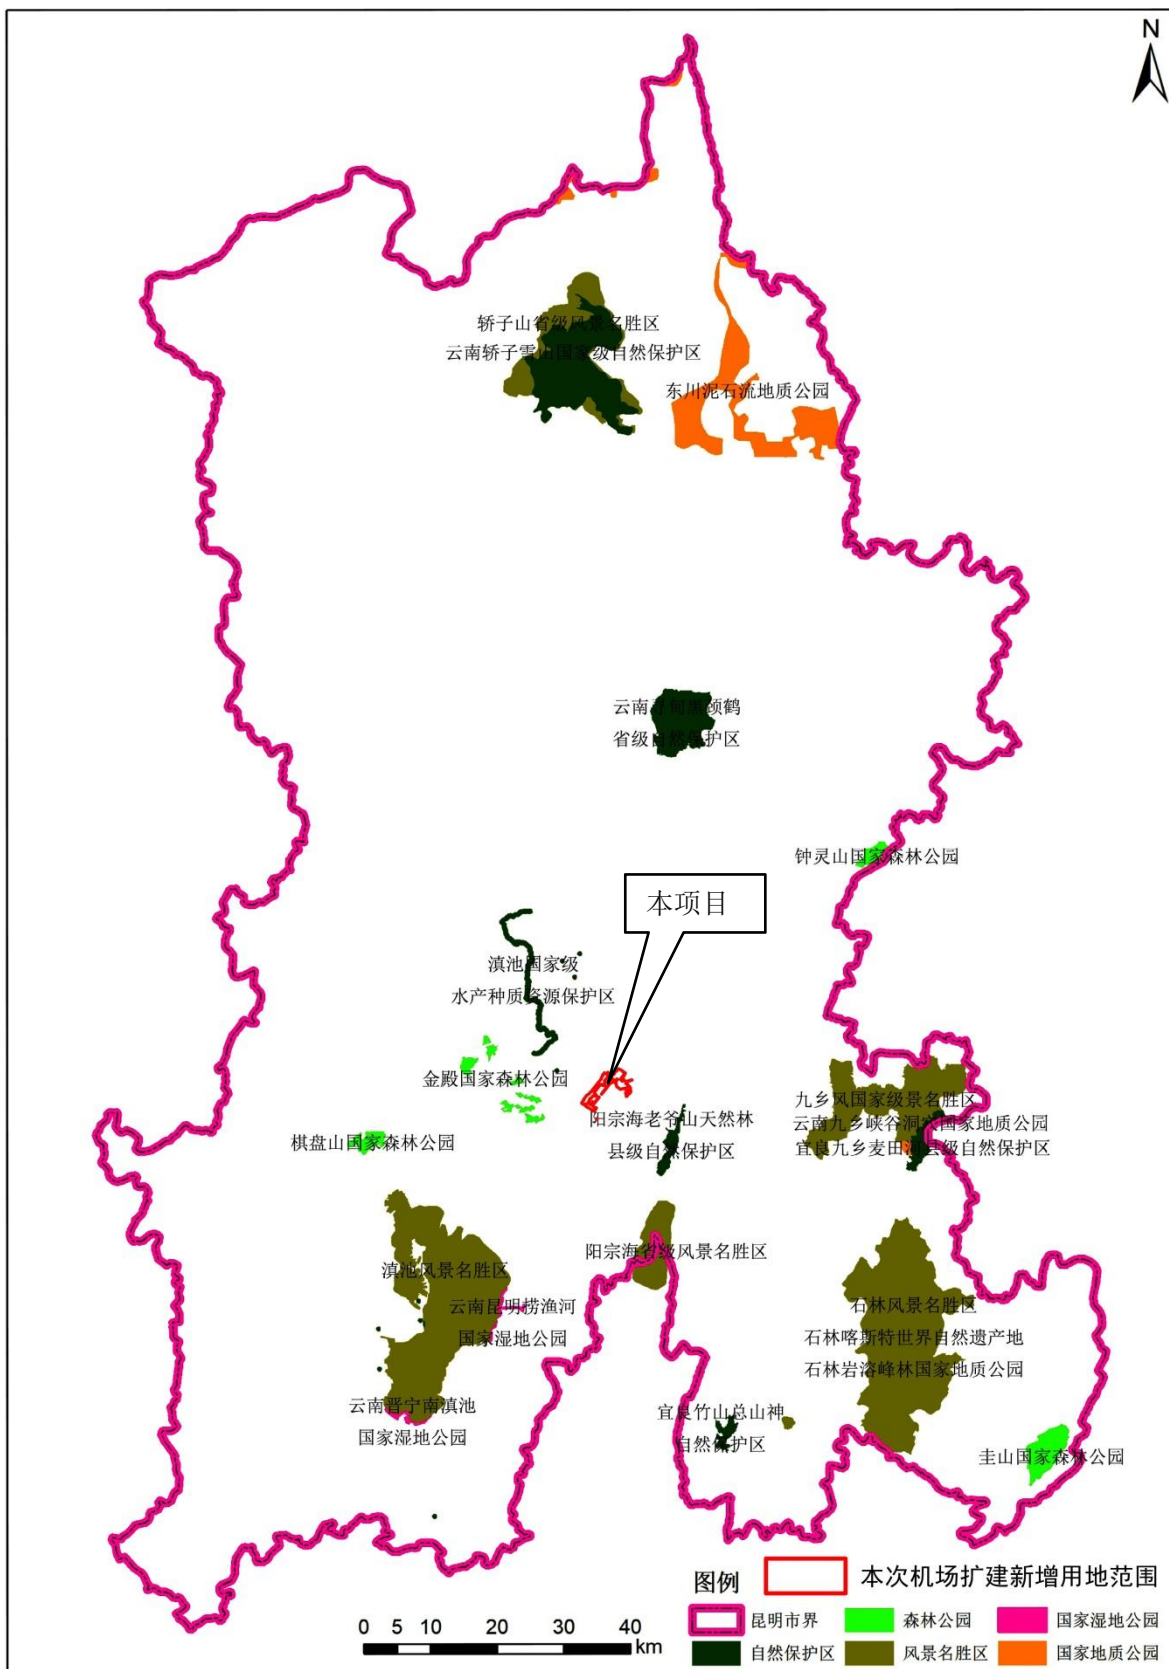 N
轿子山省级风景名胜区
云南轿子雪山国家级自然保护区
东川泥石流地质公园
云南寻甸黑颈鹤
省级自然保护区
钟灵山国家森林公园
本项目
滇池国家级
水产种质资源保护区
金殿国家森林公园
九乡风国家级景名胜区
阳宗海老爷山天然林
云南九乡峡谷洞穴国家地质公园
棋盘山国家森林公园
县级自然保护区
宜良九乡麦田河县级自然保护区
阳宗海省级风景名胜区
滇池风景名胜区
云南昆明捞渔河
国家湿地公园
石林风景名胜区
石林喀斯特世界自然遗产地
石林岩溶峰林国家地质公园
云南晋宁南滇池
国家湿地公园
宜良竹山总山神
自然保护区
圭山国家森林公园
图例
本次机场扩建新增用地范围
昆明市界
森林公园
国家湿地公园
自然保护区
风景名胜区
国家地质公园
0 5 10 20 30 40
km